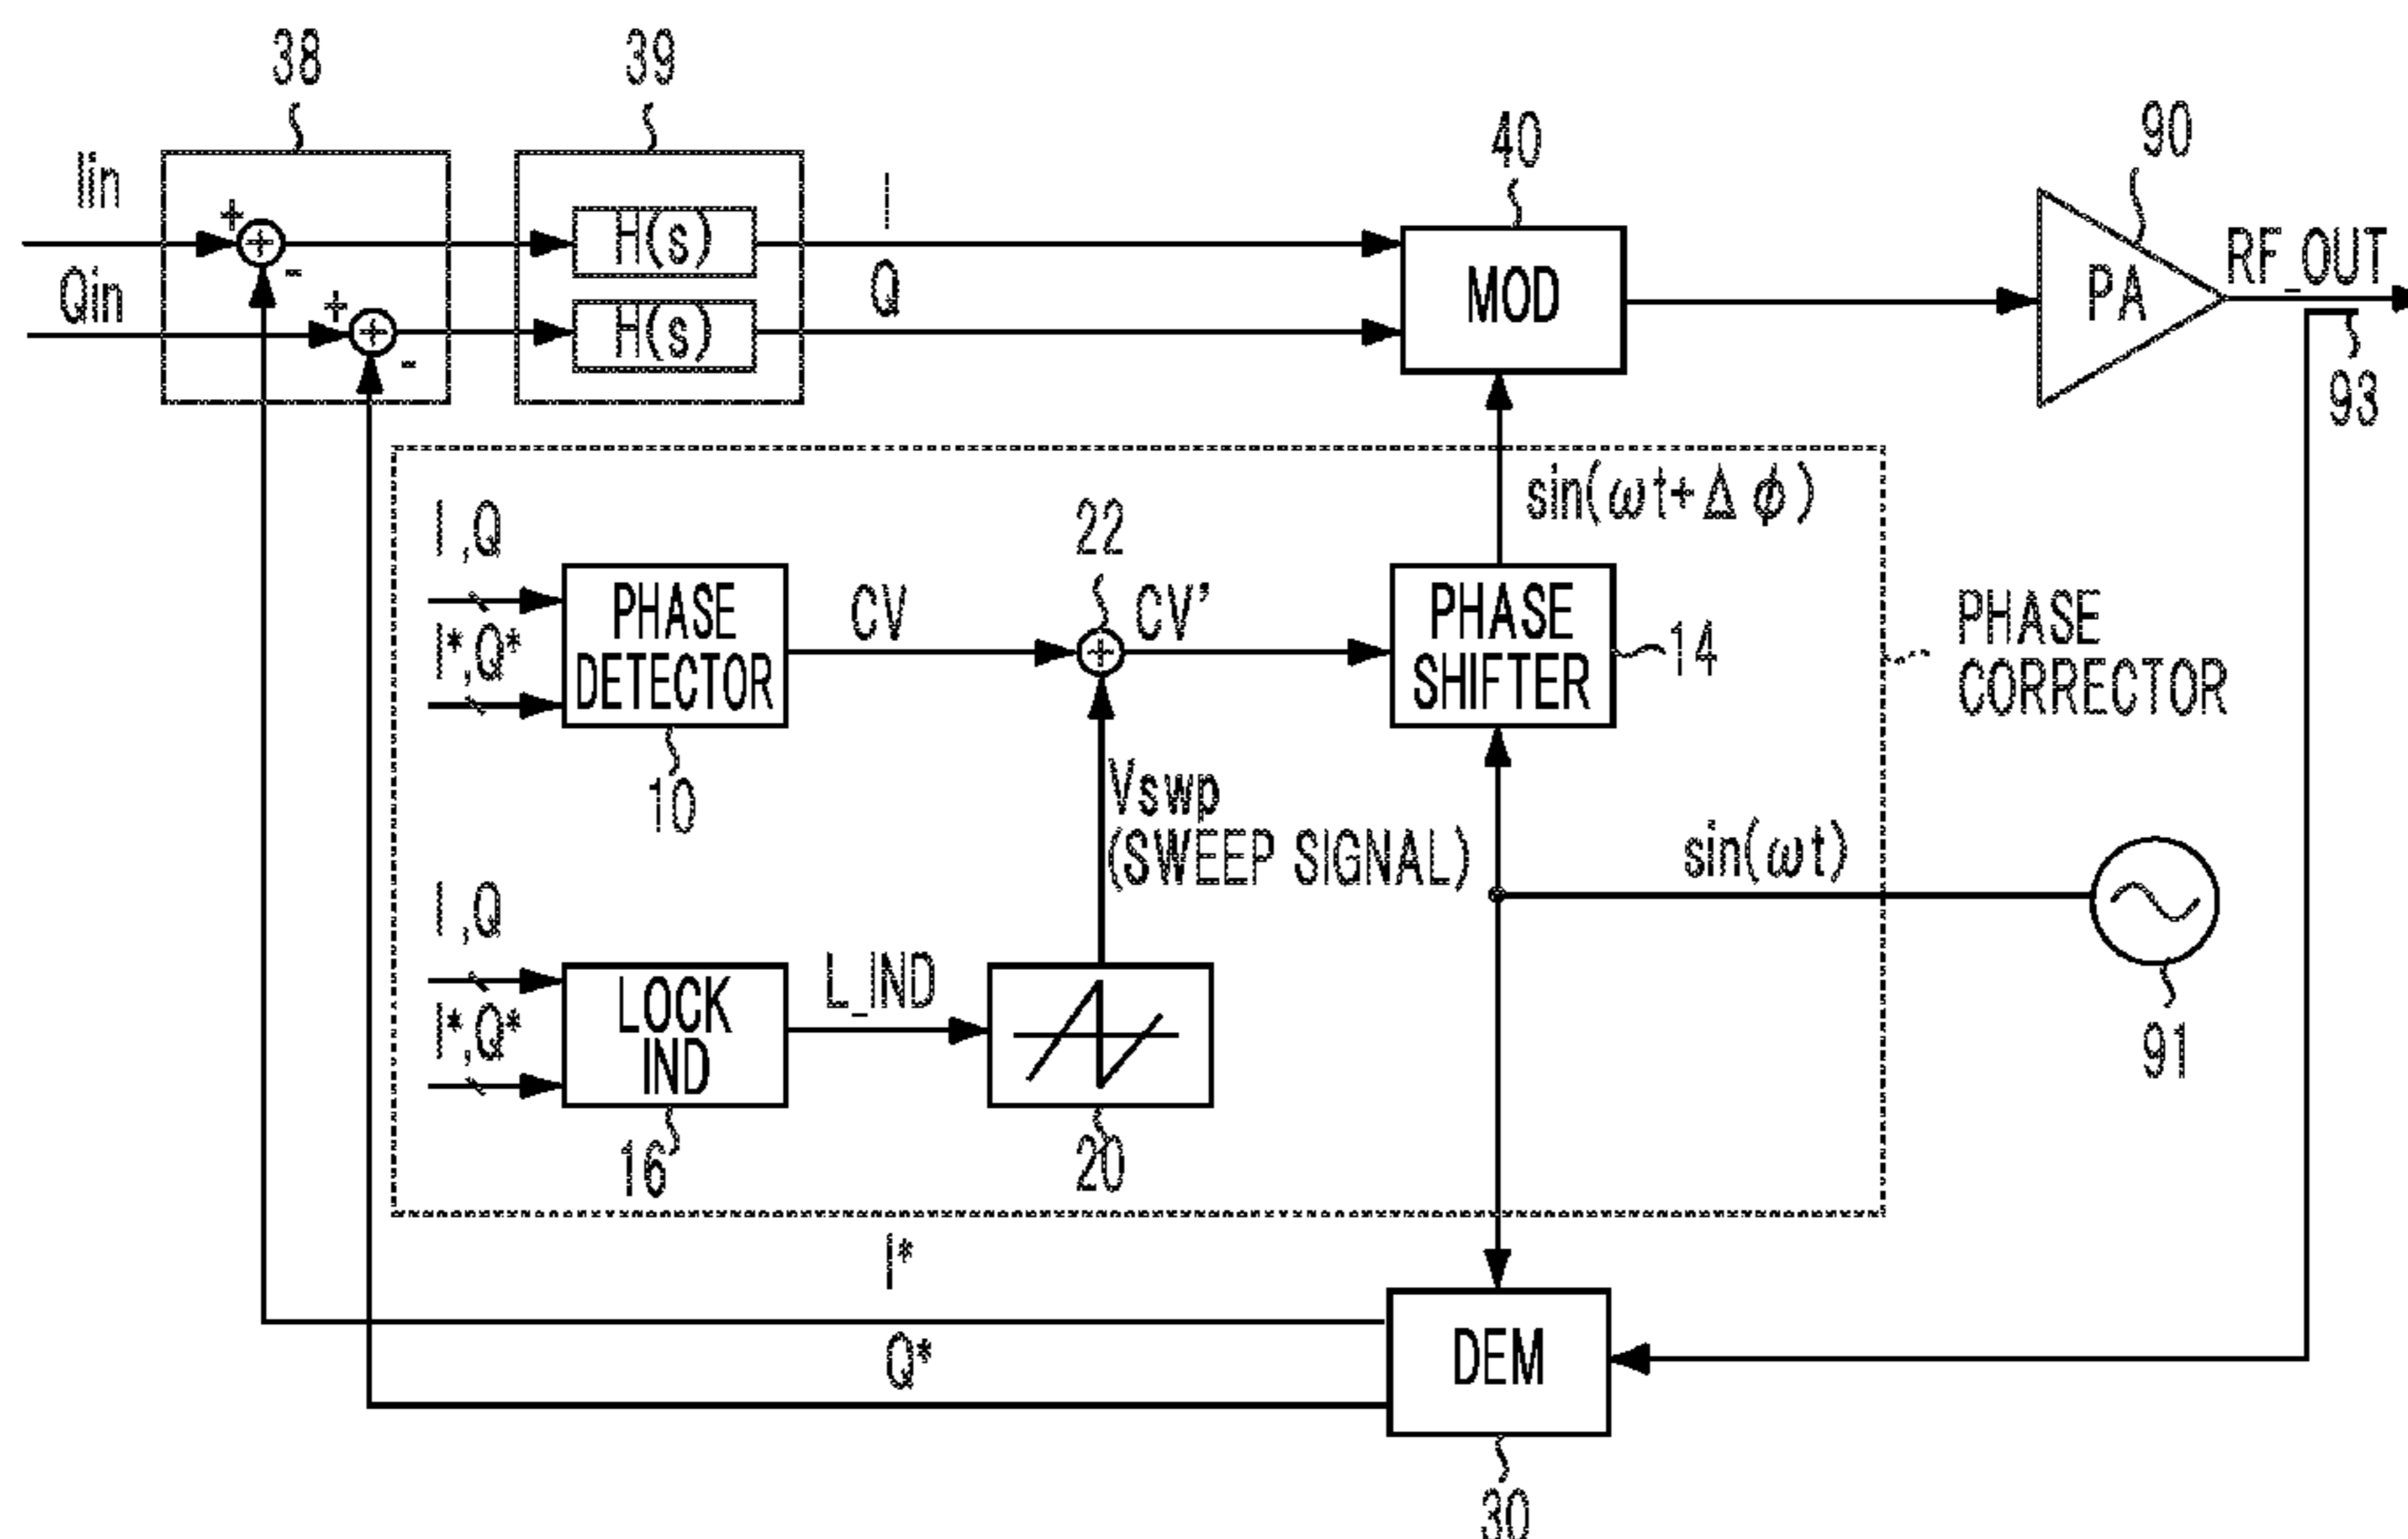 38
39
40
90
Iin
Qin
+
-
+
-
H(s)
H(s)
I
Q
MOD
PA
RF_OUT
93
sin(ωt+Δφ)
I,Q
I*,Q*
PHASE
DETECTOR
10
CV
22
CV'
PHASE
SHIFTER
14
PHASE
CORRECTOR
Vswp
(SWEEP SIGNAL)
sin(ωt)
91
I,Q
I*,Q*
LOCK
IND
16
L_IND
20
I*
Q*
DEM
30